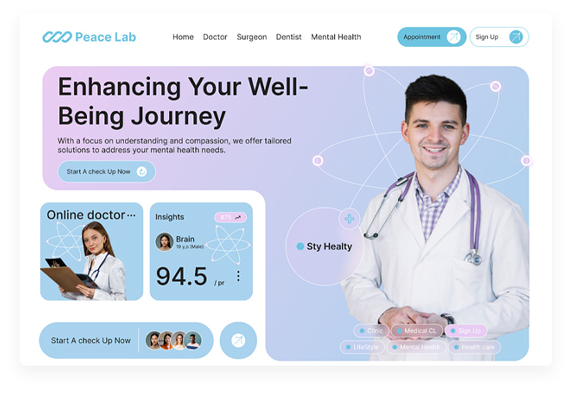 Peace Lab
Home Doctor Surgeon Dentist Mental Health
Appointment
Sign Up
Enhancing Your Well-
Being Journey
With a focus on understanding and compassion, we offer tailored
solutions to address your mental health needs.
Start A check Up Now
Online doctor
Insights
Brain
19 y.o (Male)
94.5 / pr
Sty Healty
Start A check Up Now
Clinic
Medical CL
Sign Up
LifeStyle
Mental Health
Health care